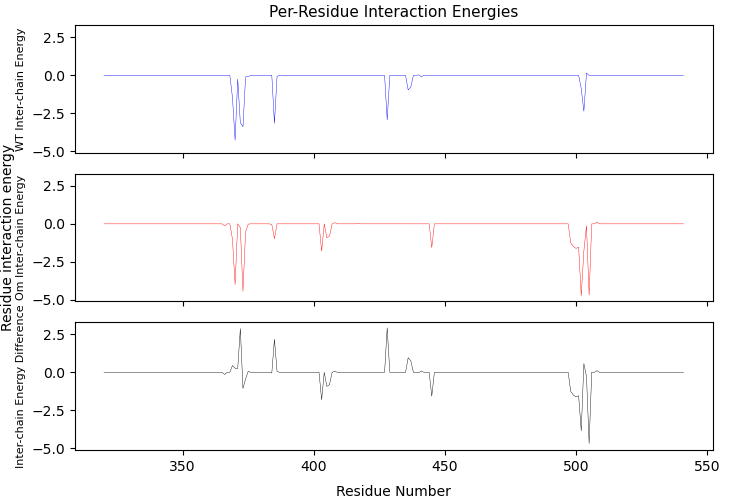 Per-Residue Interaction Energies
WT Inter-chain Energy
2.5
0.0
−2.5
−5.0
Residue interaction energy
Om Inter-chain Energy
2.5
0.0
−2.5
−5.0
Inter-chain Energy Difference
2.5
0.0
−2.5
−5.0
350 400 450 500 550
Residue Number